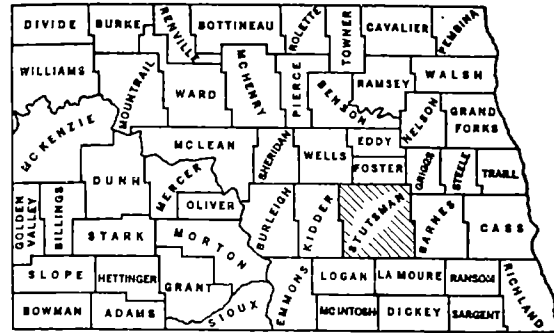 DIVIDE BURKE RENVILLE BOTTINEAU ROLETTE TOWNER CAVALIER PEMBINA
WILLIAMS MOUNTRAIL WARD MCHENRY PIERCE BENSON RAMSEY WALSH
MCKENZIE MCLEAN SHERIDAN WELLS EDDY NELSON GRAND FORKS
DUNN MERCER OLIVER FOSTER GRIGGS STEELE TRAILL
GOLDEN VALLEY BILLINGS STARK MORTON BURLEIGH KIDDER STUTSMAN BARNES CASS
SLOPE HETTINGER GRANT EMMONS LOGAN LA MOURE RANSOM RICHLAND
BOWMAN ADAMS SIOUX MCINTOSH DICKEY SARGENT